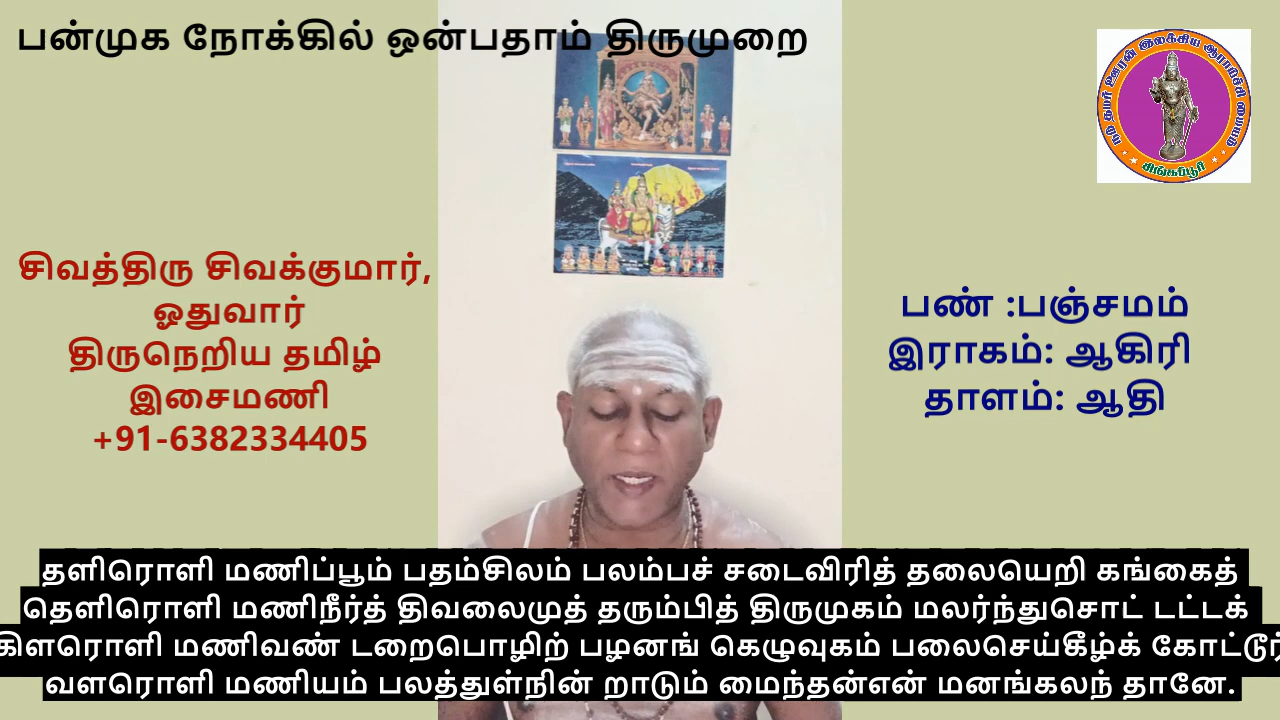 பன்முக நோக்கில் ஒன்பதாம் திருமுறை
சிவத்திரு சிவக்குமார்,
ஓதுவார்
திருநெறிய தமிழ்
இசைமணி
+91-6382334405
பண் :பஞ்சமம்
இராகம்: ஆகிரி
தாளம்: ஆதி
சிங்கப்பூர்
தளிரொளி மணிப்பூம் பதம்சிலம் பலம்பச் சடைவிரித் தலையெறி கங்கைத்
தெளிரொளி மணிநீர்த் திவலைமுத் தரும்பித் திருமுகம் மலர்ந்துசொட் டட்டக்
கிளரொளி மணிவண் டறைபொழிற் பழனங் கெழுவுகம் பலைசெய்கீழ்க் கோட்டூர்
வளரொளி மணியம் பலத்துள்நின் றாடும் மைந்தன்என் மனங்கலந் தானே.